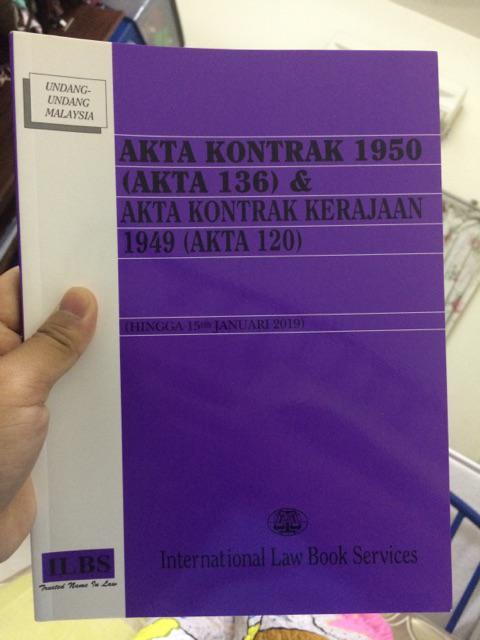 UNDANG-
UNDANG
MALAYSIA
AKTA KONTRAK 1950
(AKTA 136) &
AKTA KONTRAK KERAJAAN
1949 (AKTA 120)
(HINGGA 15HB JANUARI 2019)
International Law Book Services
ILBS
Trusted Name In Law